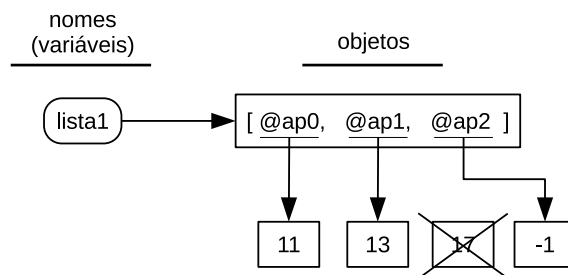 nomes
(variáveis)
objetos
lista1
[ @ap0, @ap1, @ap2 ]
11
13
17
-1